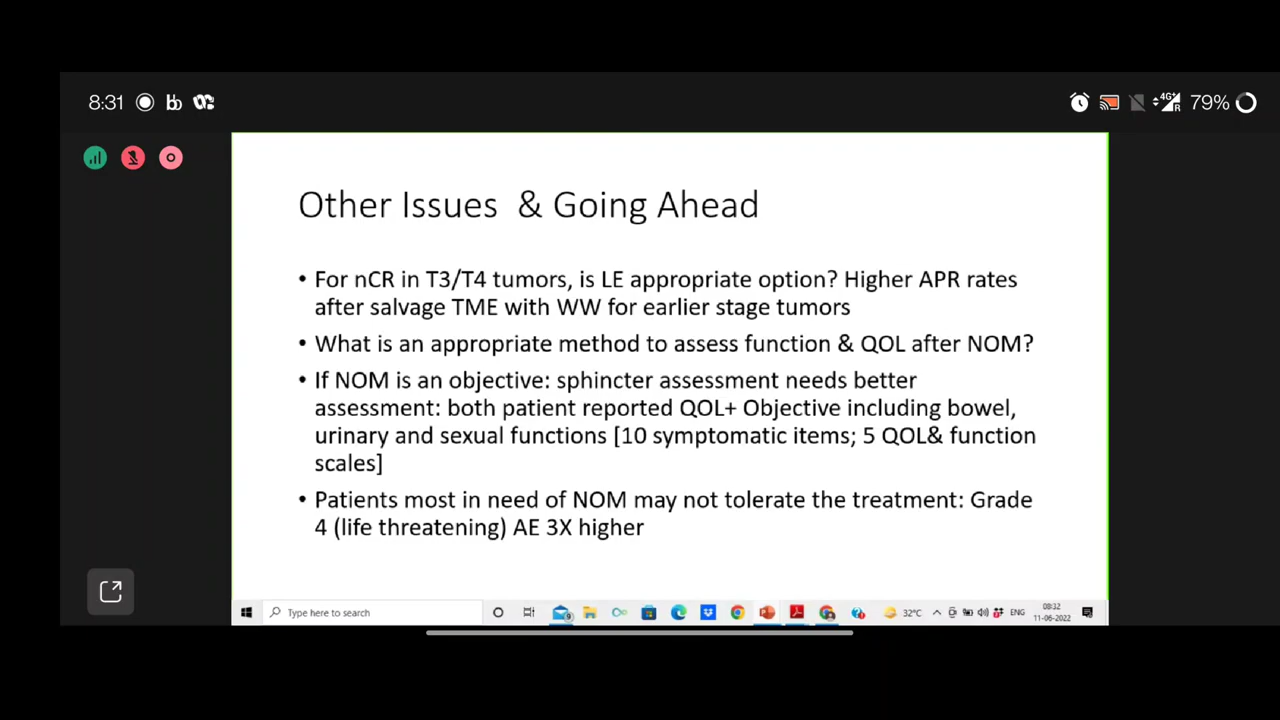 8:31
4G+
R
79%
Other Issues & Going Ahead
• For nCR in T3/T4 tumors, is LE appropriate option? Higher APR rates
after salvage TME with WW for earlier stage tumors
• What is an appropriate method to assess function & QOL after NOM?
• If NOM is an objective: sphincter assessment needs better
assessment: both patient reported QOL+ Objective including bowel,
urinary and sexual functions [10 symptomatic items; 5 QOL& function
scales]
• Patients most in need of NOM may not tolerate the treatment: Grade
4 (life threatening) AE 3X higher
Type here to search
32°C
ENG
08:32
11-06-2022